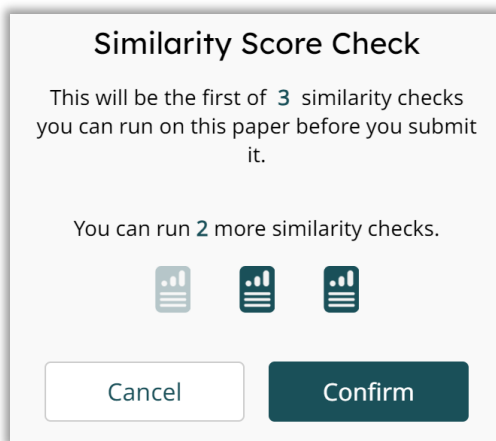 Similarity Score Check
This will be the first of 3 similarity checks
you can run on this paper before you submit
it.
You can run 2 more similarity checks.
Cancel
Confirm